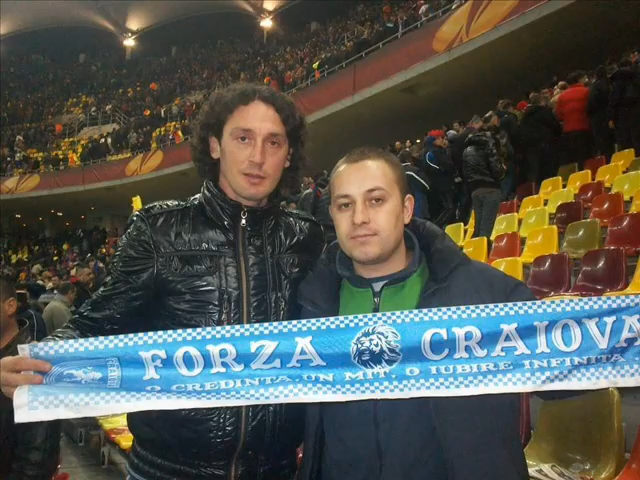 FORZA CRAIOVA
O CREDINTA, UN MIT, O IUBIRE INFINITA